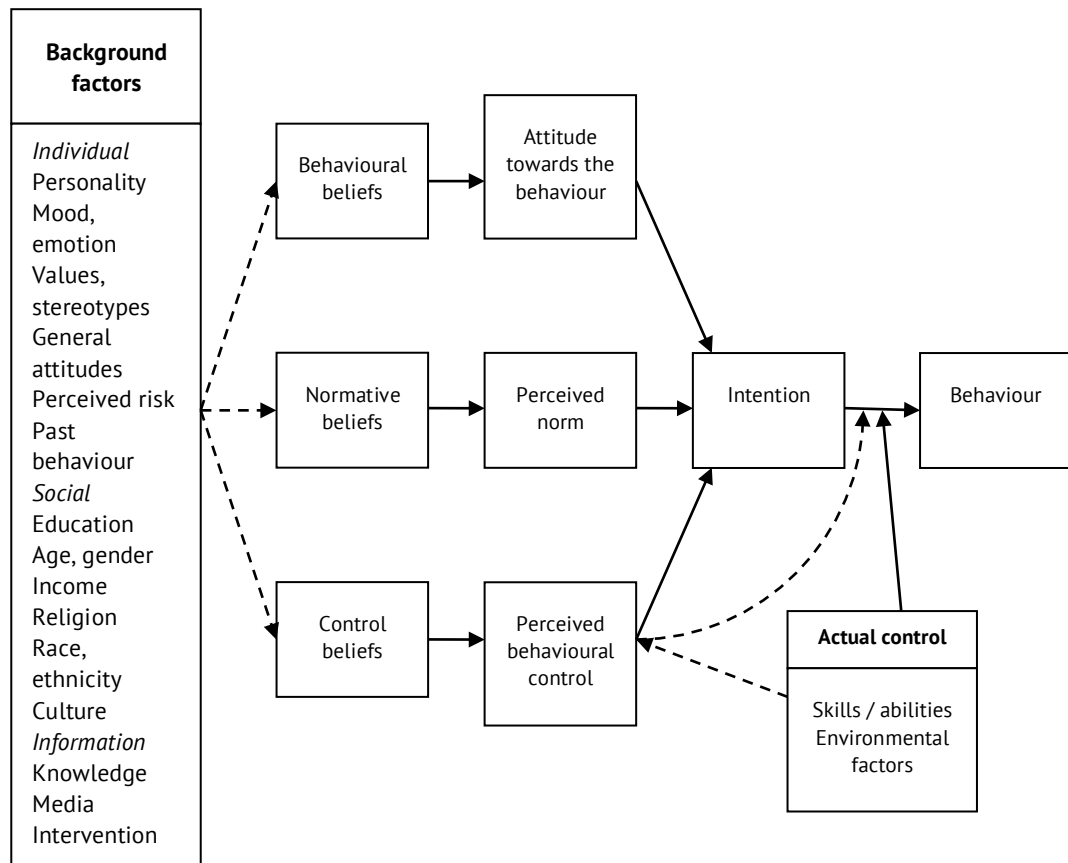 Background
factors
Individual
Personality
Mood,
emotion
Values,
stereotypes
General
attitudes
Perceived risk
Past
behaviour
Social
Education
Age, gender
Income
Religion
Race,
ethnicity
Culture
Information
Knowledge
Media
Intervention
Behavioural
beliefs
Attitude
towards the
behaviour
Normative
beliefs
Perceived
norm
Intention
Behaviour
Control
beliefs
Perceived
behavioural
control
Actual control
Skills / abilities
Environmental
factors